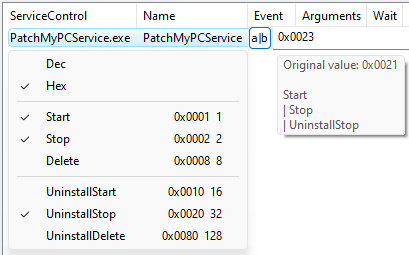 ServiceControl Name Event Arguments Wait
PatchMyPCService.exe PatchMyPCService a|b 0x0023
Original value: 0x0021
Start
| Stop
| UninstallStop
Dec
✓ Hex
✓ Start 0x0001 1
✓ Stop 0x0002 2
Delete 0x0008 8
UninstallStart 0x0010 16
✓ UninstallStop 0x0020 32
UninstallDelete 0x0080 128